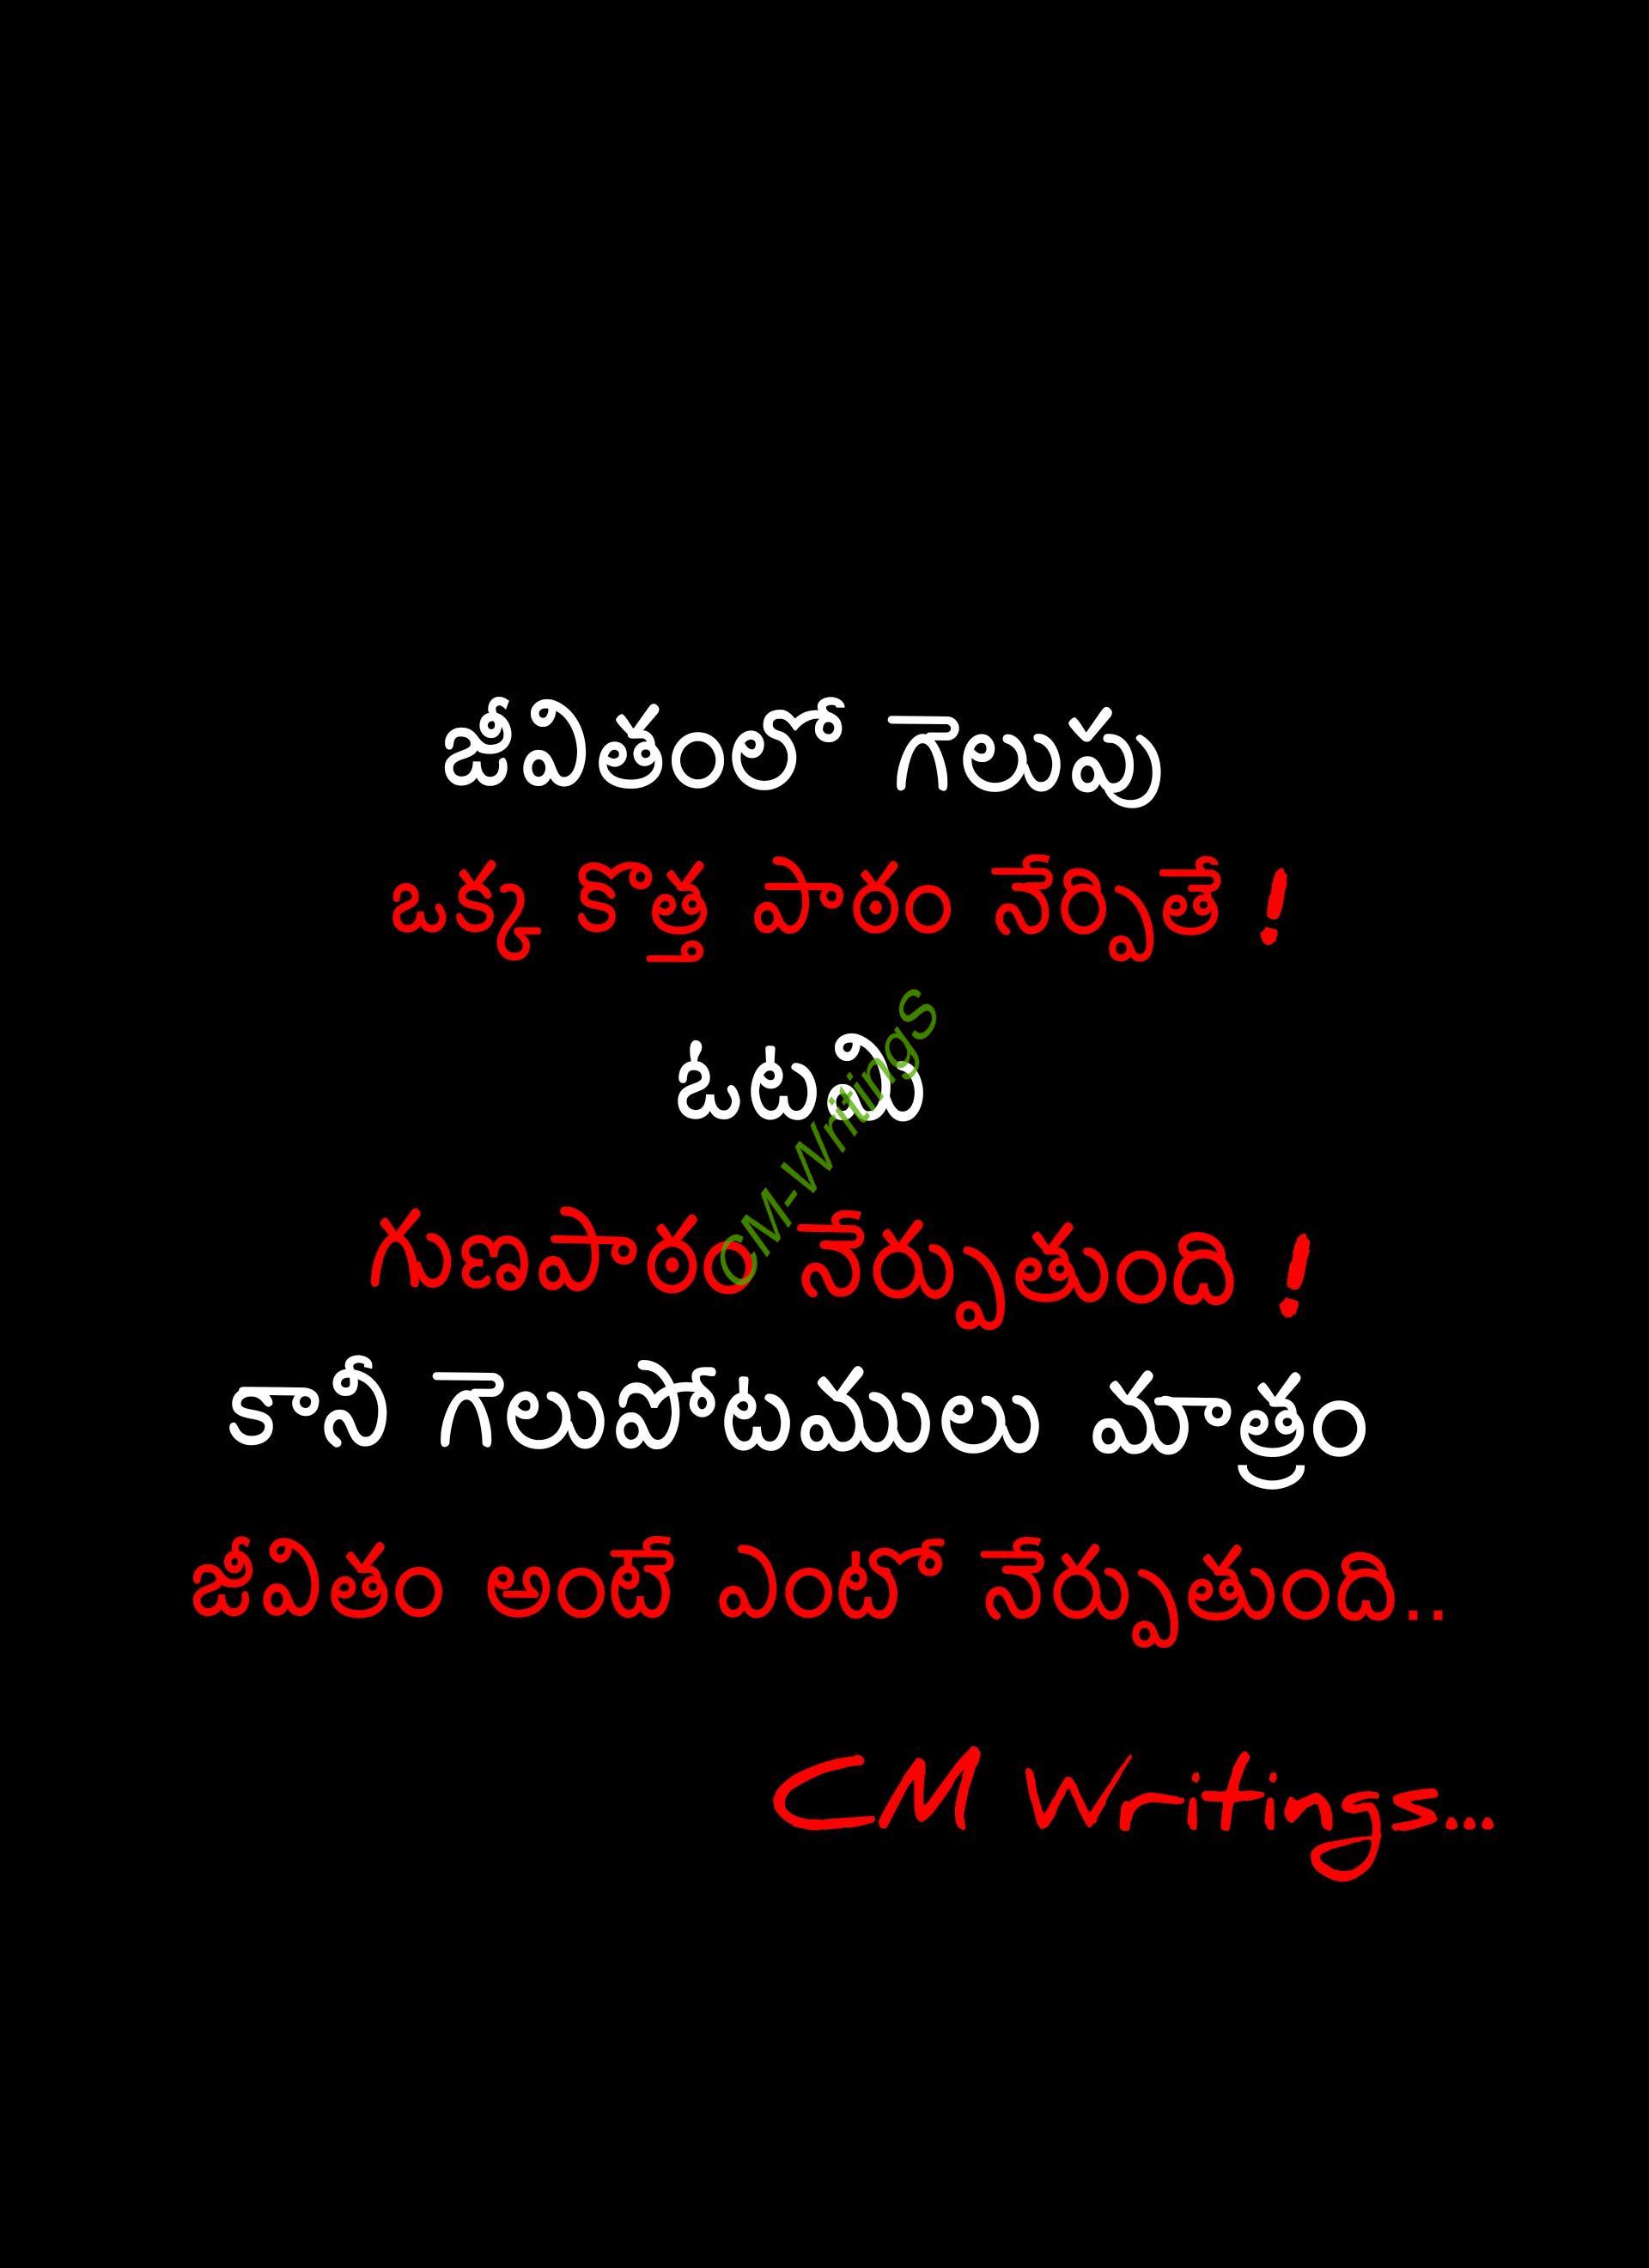 జీవితంలో గెలుపు
ఒక్క కొత్త పాఠం నేర్పితే !
ఓటమి
గుణపాఠం నేర్పుతుంది !
కానీ గెలుపోటములు మాత్రం
జీవితం అంటే ఎంటో నేర్పుతుంది..
CM Writings...
CM-Writings